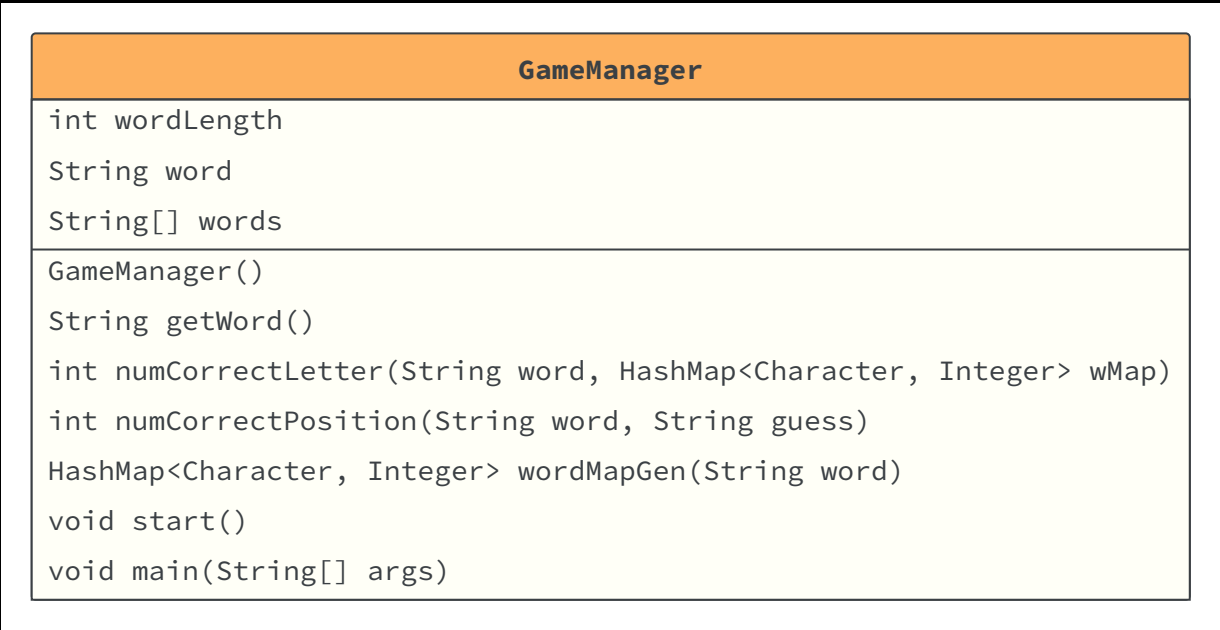 GameManager
int wordLength
String word
String[] words
GameManager()
String getWord()
int numCorrectLetter(String word, HashMap<Character, Integer> wMap)
int numCorrectPosition(String word, String guess)
HashMap<Character, Integer> wordMapGen(String word)
void start()
void main(String[] args)